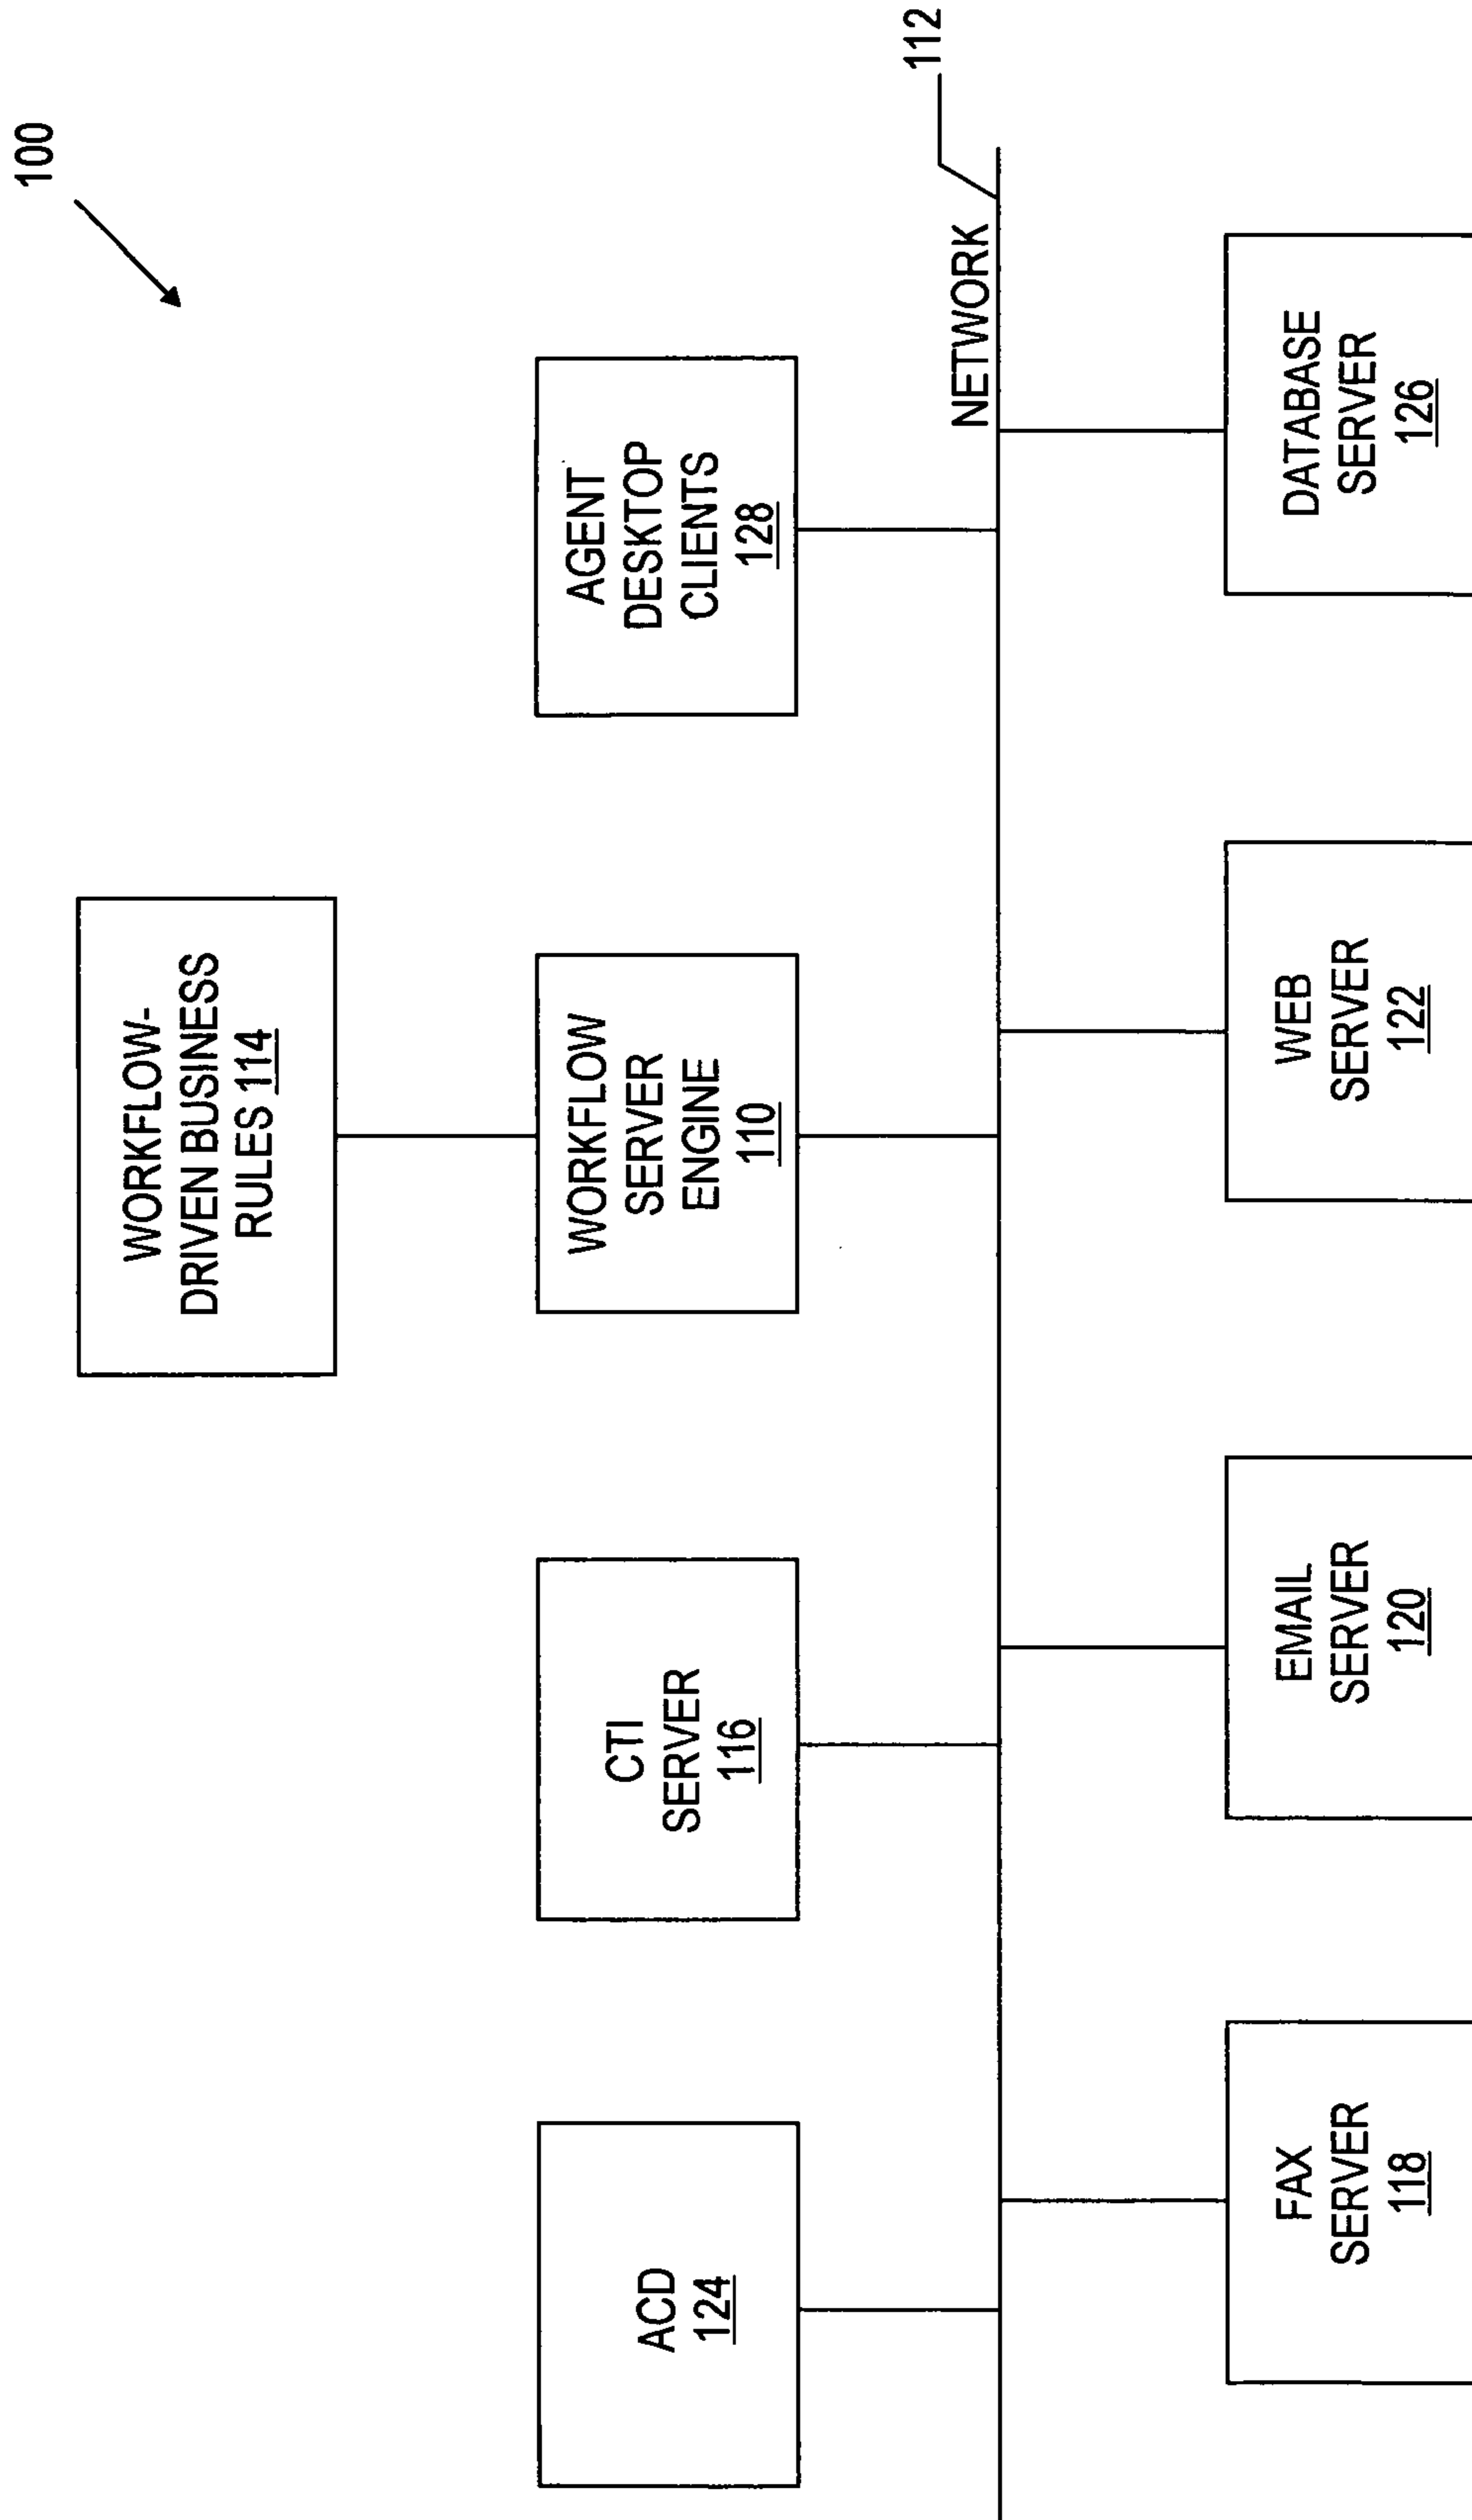 100
WORKFLOW-
DRIVEN BUSINESS
RULES 114
ACD
124
CTI
SERVER
116
WORKFLOW
SERVER
ENGINE
110
AGENT
DESKTOP
CLIENTS
128
NETWORK
112
FAX
SERVER
118
EMAIL
SERVER
120
WEB
SERVER
122
DATABASE
SERVER
126